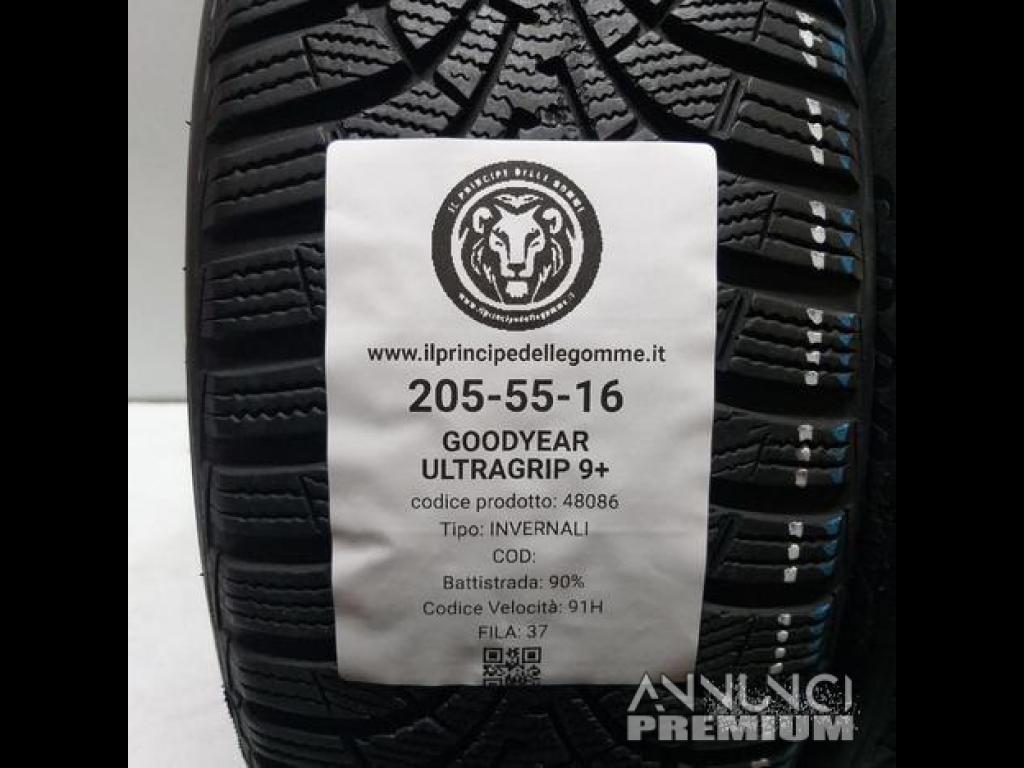 IL PRINCIPE DELLE GOMME
www.ilprincipedellegomme.it
www.ilprincipedellegomme.it
205-55-16
GOODYEAR
ULTRAGRIP 9+
codice prodotto: 48086
Tipo: INVERNALI
COD:
Battistrada: 90%
Codice Velocità: 91H
FILA: 37
ANNUNCI
PREMIUM